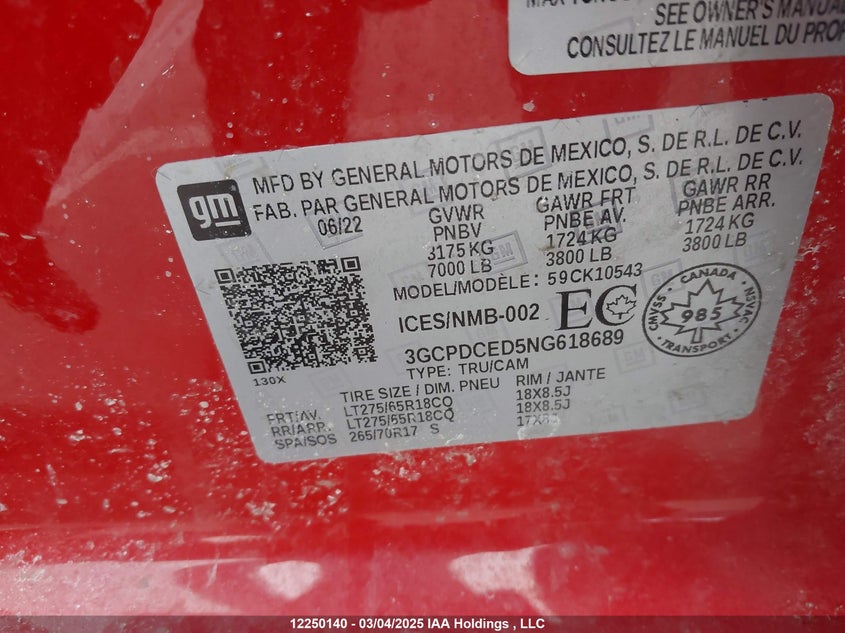 MAX
SEE OWNER'S MANUAL
CONSULTEZ LE MANUEL DU
gm
MFD BY GENERAL MOTORS DE MEXICO, S. DE R.L. DE C.V.
FAB. PAR GENERAL MOTORS DE MEXICO, S. DE R.L. DE C.V.
06/22 GVWR GAWR FRT GAWR RR
PNBV PNBE AV. PNBE ARR.
3175 KG 1724 KG 1724 KG
7000 LB 3800 LB 3800 LB
MODEL/MODÈLE: 59CK10543
ICES/NMB-002 EC
CANADA
CMVSS 985 NSVAC
TRANSPORT
3GCPDCED5NG618689
TYPE: TRU/CAM
130X
TIRE SIZE / DIM. PNEU RIM / JANTE
FRT/AV. LT275/65R18CQ 18X8.5J
RR/ARR. LT275/65R18CQ 18X8.5J
SPA/SOS 265/70R17 S
12250140 - 03/04/2025 IAA Holdings , LLC